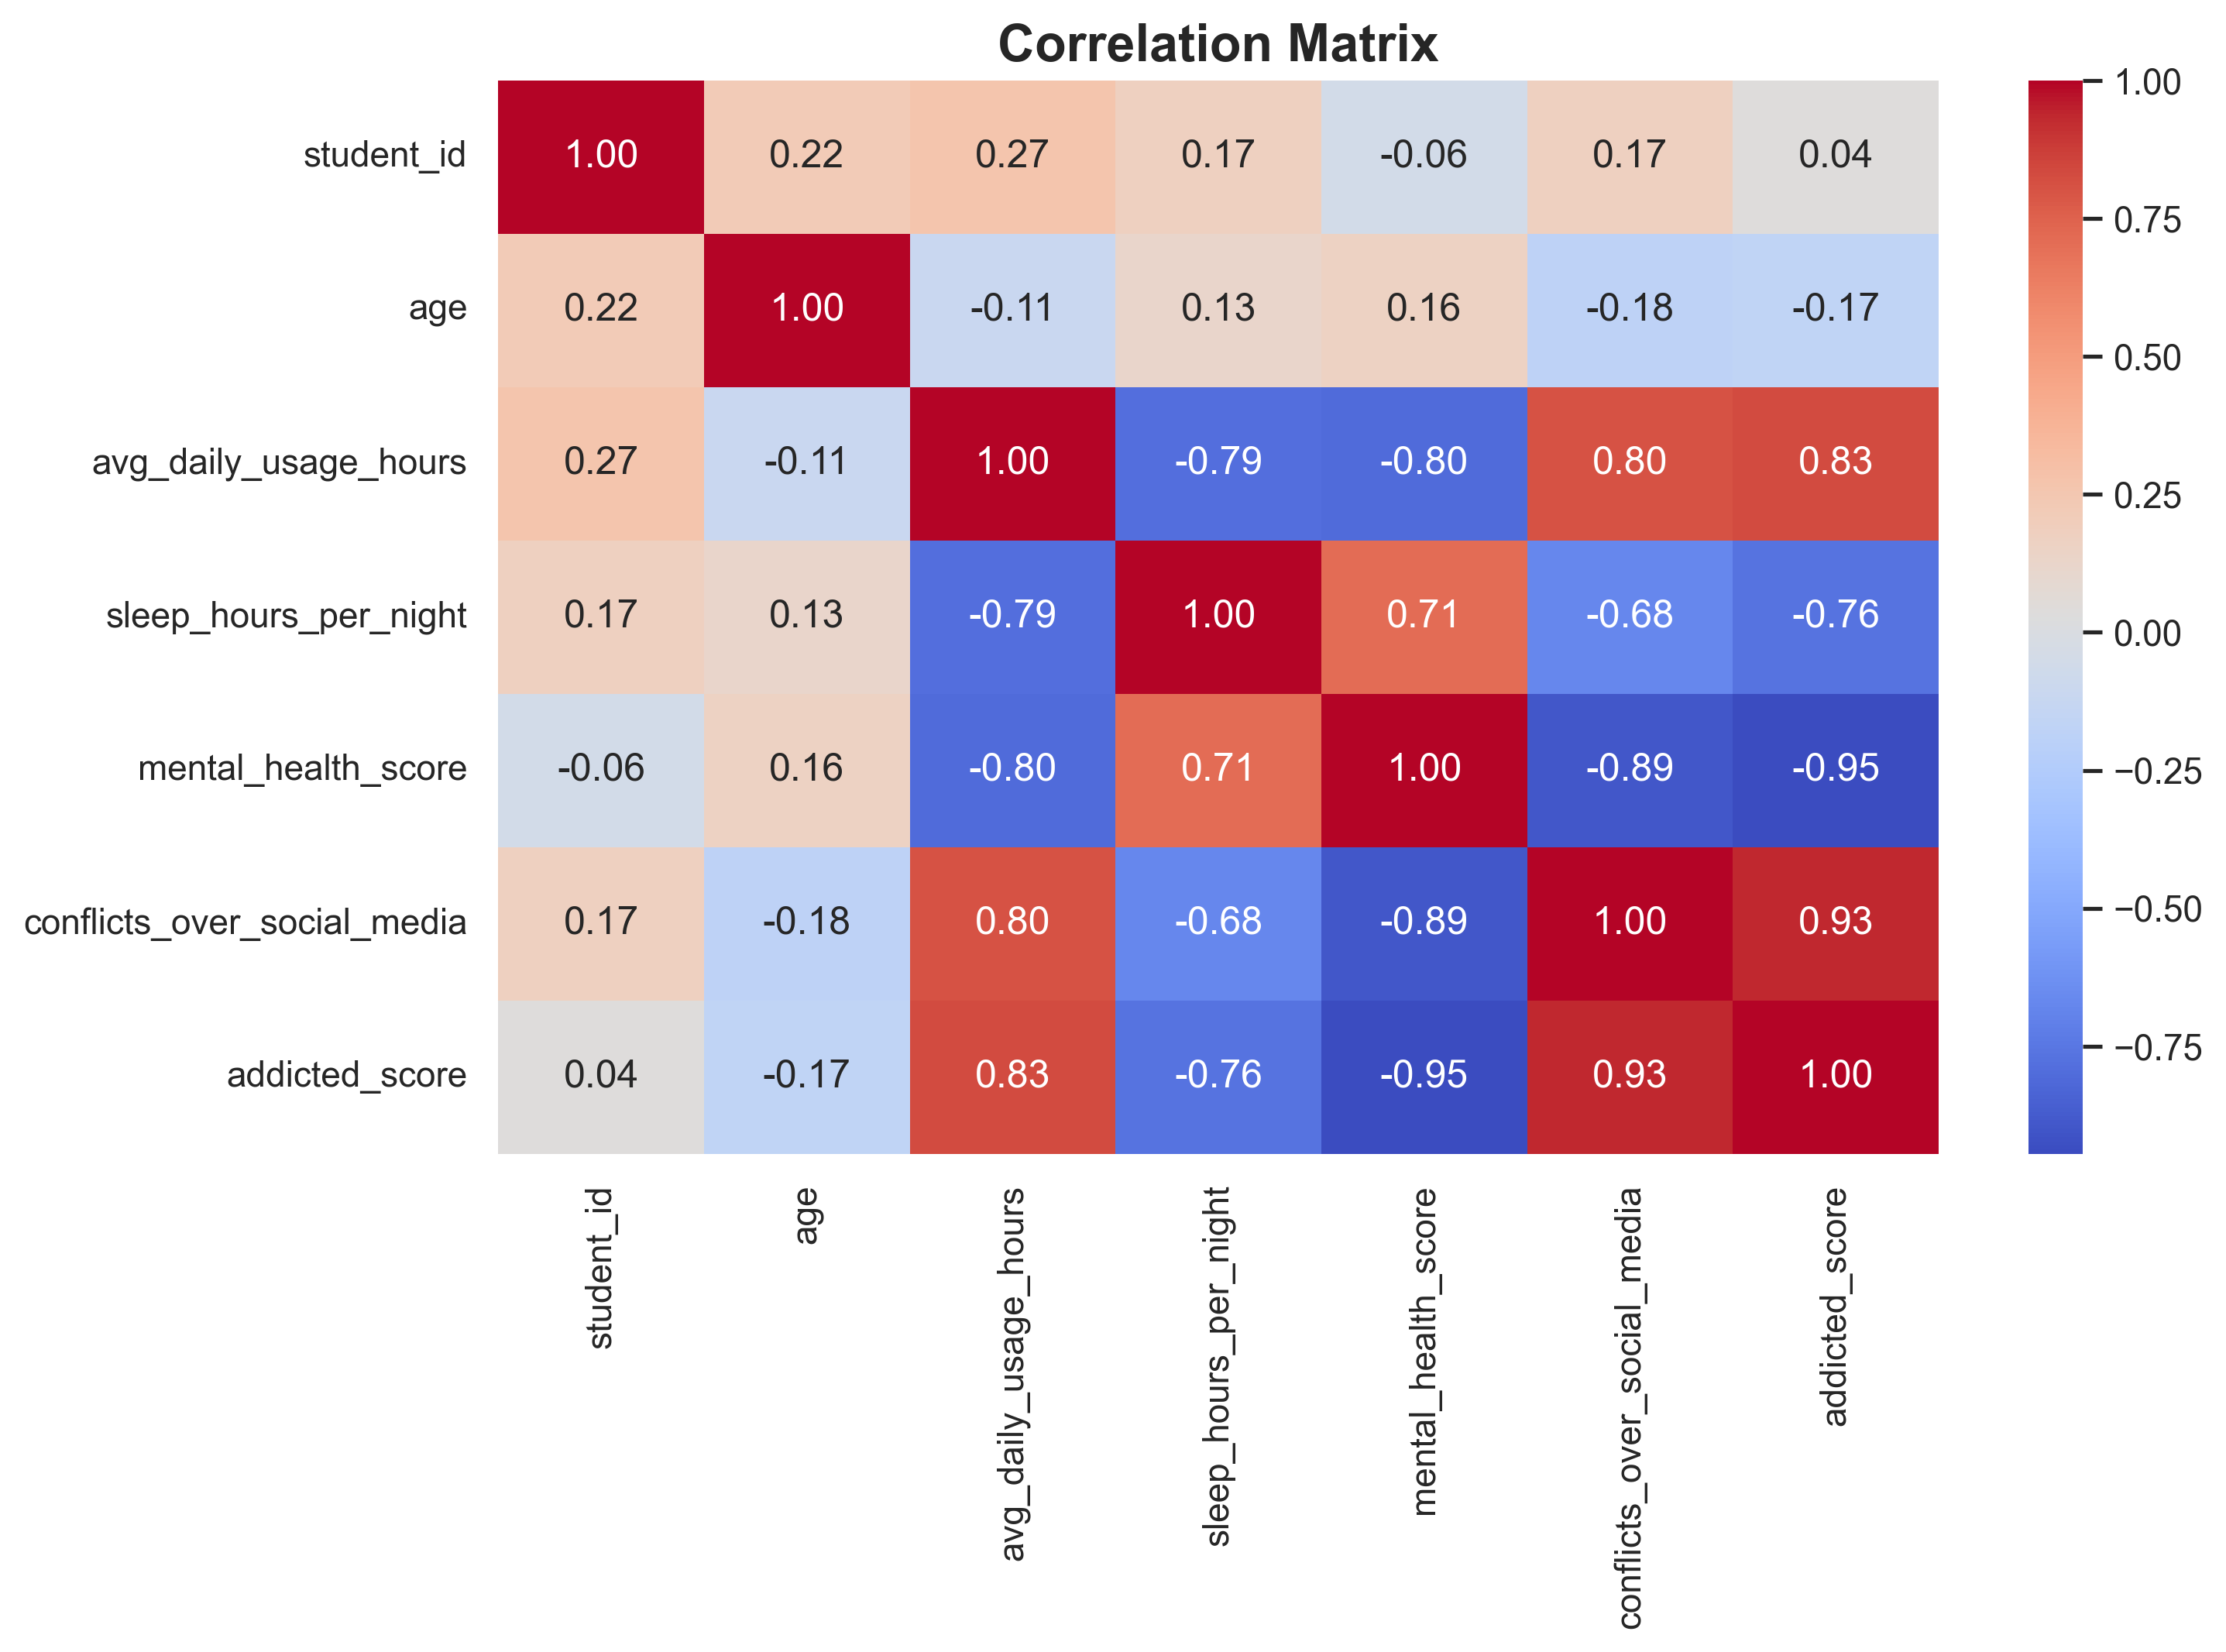 Correlation Matrix
student_id 1.00 0.22 0.27 0.17 -0.06 0.17 0.04
age 0.22 1.00 -0.11 0.13 0.16 -0.18 -0.17
avg_daily_usage_hours 0.27 -0.11 1.00 -0.79 -0.80 0.80 0.83
sleep_hours_per_night 0.17 0.13 -0.79 1.00 0.71 -0.68 -0.76
mental_health_score -0.06 0.16 -0.80 0.71 1.00 -0.89 -0.95
conflicts_over_social_media 0.17 -0.18 0.80 -0.68 -0.89 1.00 0.93
addicted_score 0.04 -0.17 0.83 -0.76 -0.95 0.93 1.00
student_id
age
avg_daily_usage_hours
sleep_hours_per_night
mental_health_score
conflicts_over_social_media
addicted_score
1.00
0.75
0.50
0.25
0.00
−0.25
−0.50
−0.75